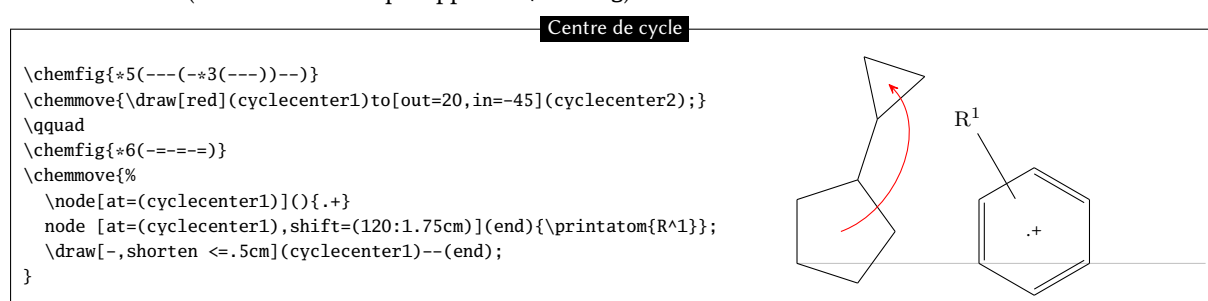 Centre de cycle
\chemfig{*5(---(-*3(---))--)}
\chemmove{\draw[red](cyclecenter1)to[out=20,in=-45](cyclecenter2);}
\qquad
\chemfig{*6(-=-=-=)}
\chemmove{%
\node[at=(cyclecenter1)](){.+}
node [at=(cyclecenter1),shift=(120:1.75cm)](end){\printatom{R^1}};
\draw[-,shorten <=.5cm](cyclecenter1)--(end);
}
R¹
.+